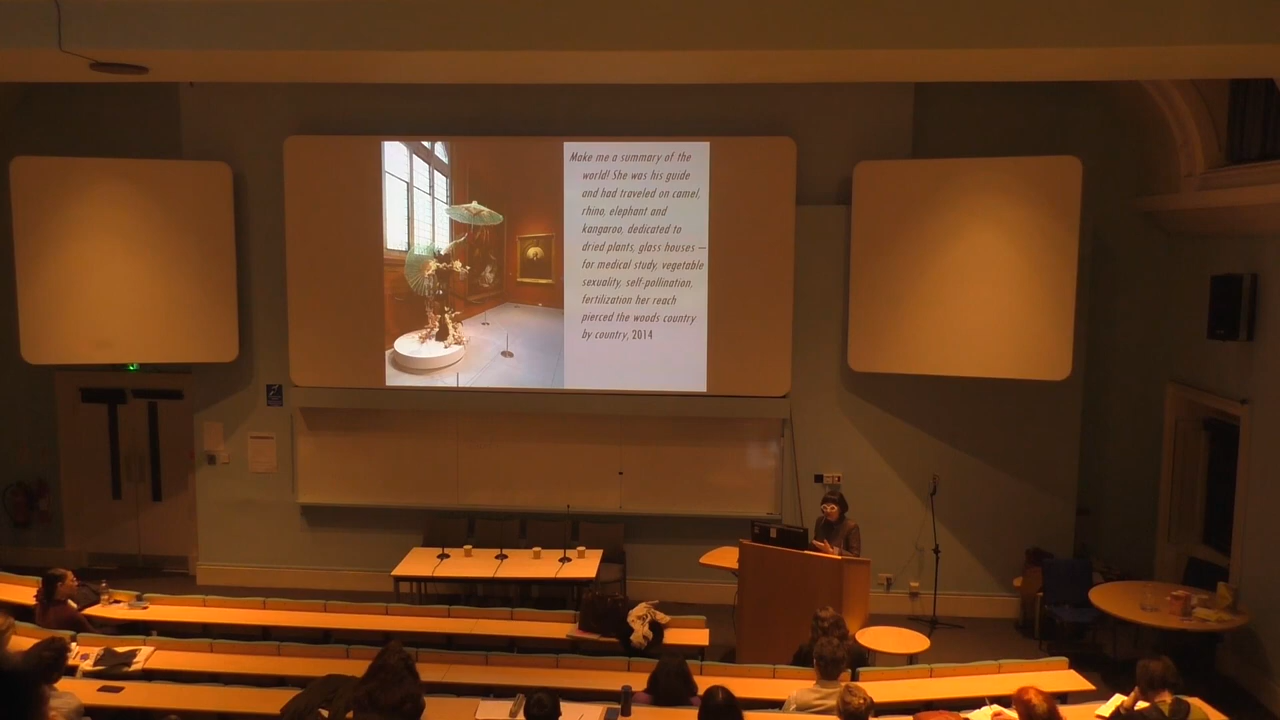 Make me a summary of the
world! She was his guide
and had traveled on camel,
rhino, elephant and
kangaroo, dedicated to
dried plants, glass houses –
for medical study, vegetable
sexuality, self-pollination,
fertilization her reach
pierced the woods country
by country, 2014